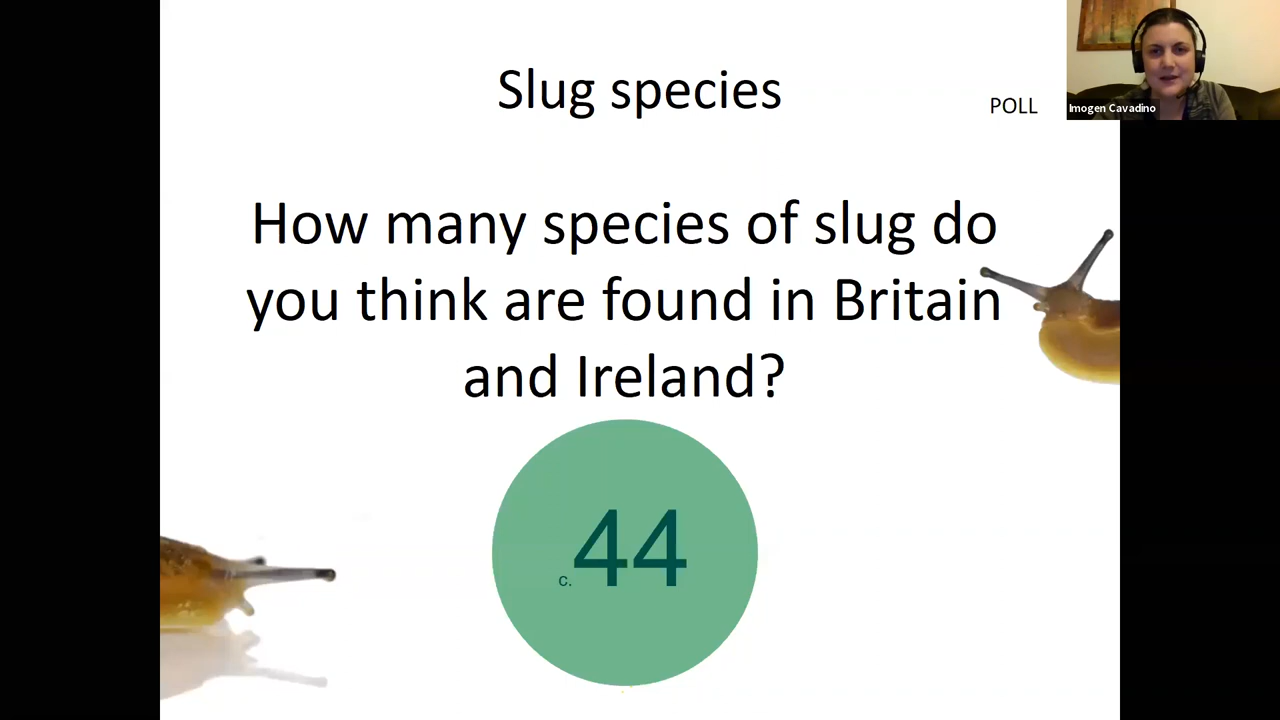 Slug species
POLL
Imogen Cavadino
How many species of slug do
you think are found in Britain
and Ireland?
c.44